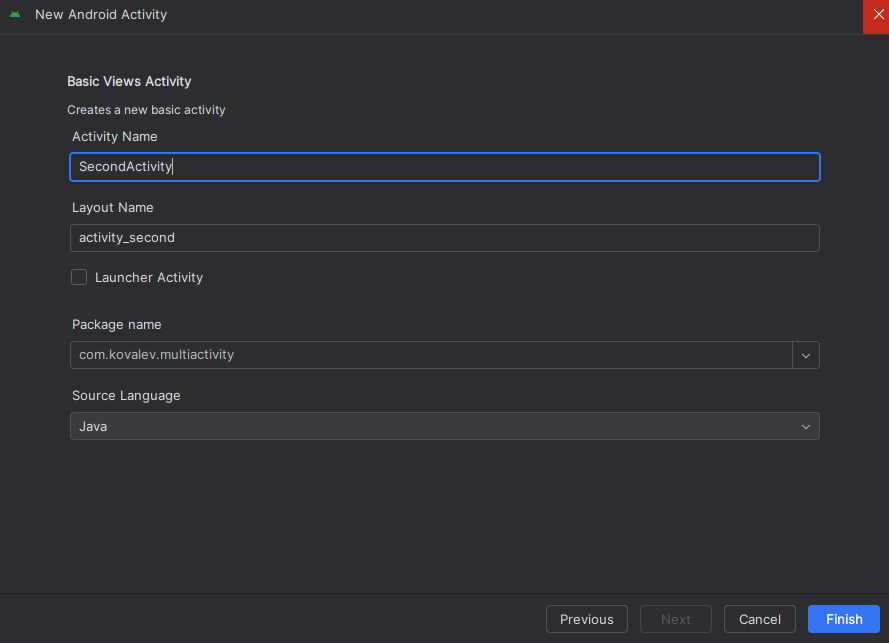 New Android Activity
Basic Views Activity
Creates a new basic activity
Activity Name
SecondActivity
Layout Name
activity_second
Launcher Activity
Package name
com.kovalev.multiactivity
Source Language
Java
Previous Next Cancel Finish